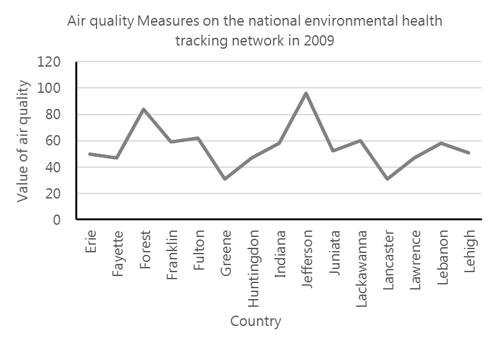 Air quality Measures on the national environmental health
tracking network in 2009
Value of air quality
120
100
80
60
40
20
0
Erie
Fayette
Forest
Franklin
Fulton
Greene
Huntingdon
Indiana
Jefferson
Juniata
Lackawanna
Lancaster
Lawrence
Lebanon
Lehigh
Country